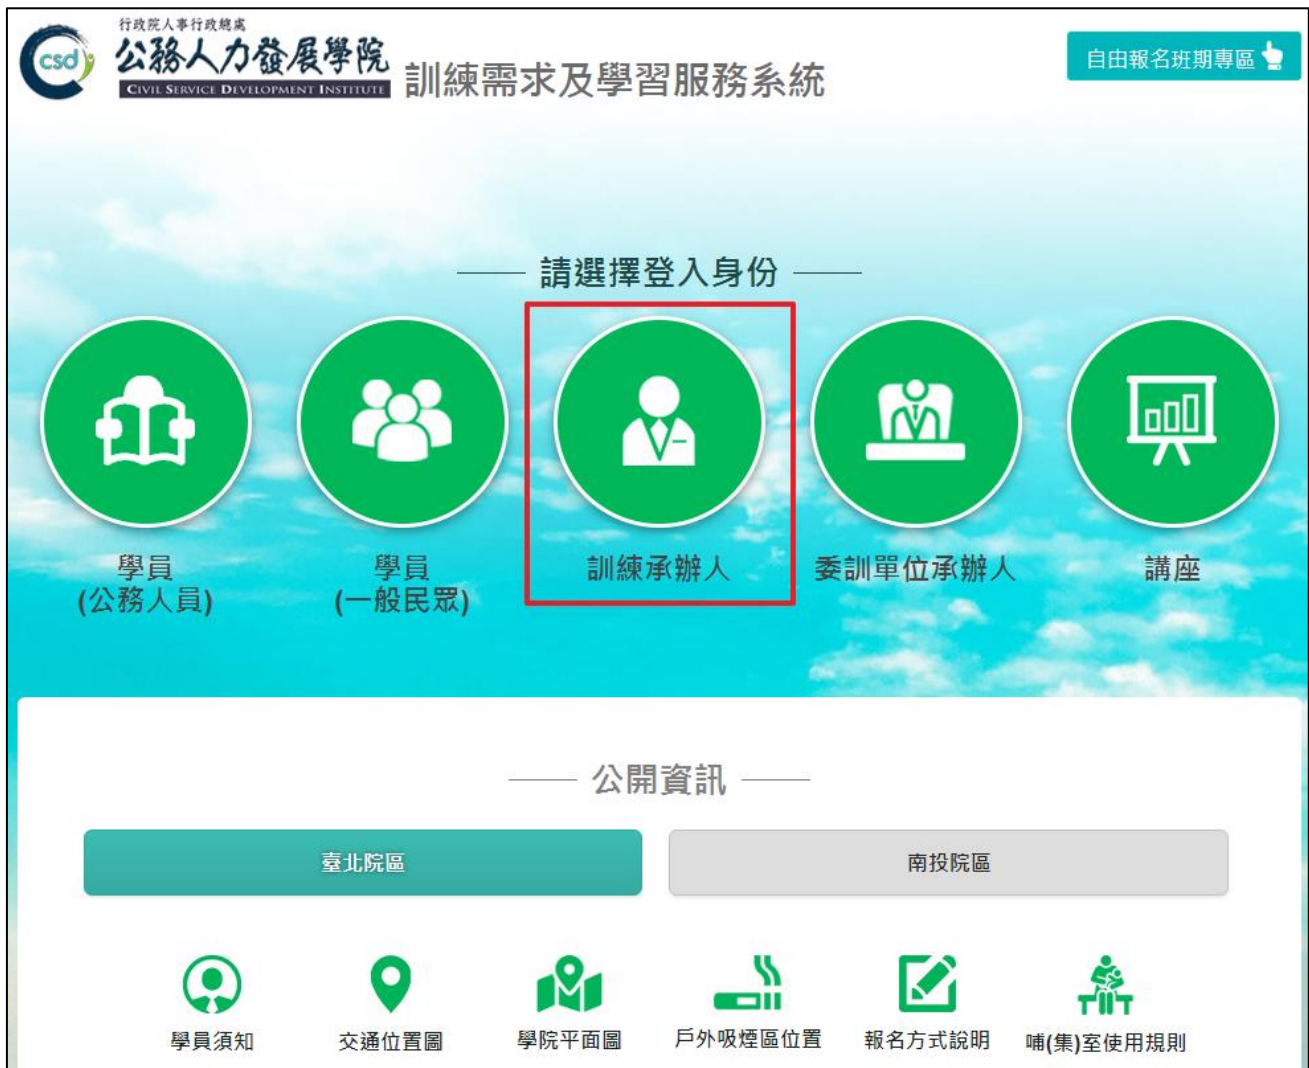 行政院人事行政總處
csd
公務人力發展學院
CIVIL SERVICE DEVELOPMENT INSTITUTE
訓練需求及學習服務系統
自由報名班期專區
請選擇登入身份
學員
(公務人員)
學員
(一般民眾)
訓練承辦人
委訓單位承辦人
講座
公開資訊
臺北院區
南投院區
學員須知
交通位置圖
學院平面圖
戶外吸煙區位置
報名方式說明
哺(集)室使用規則